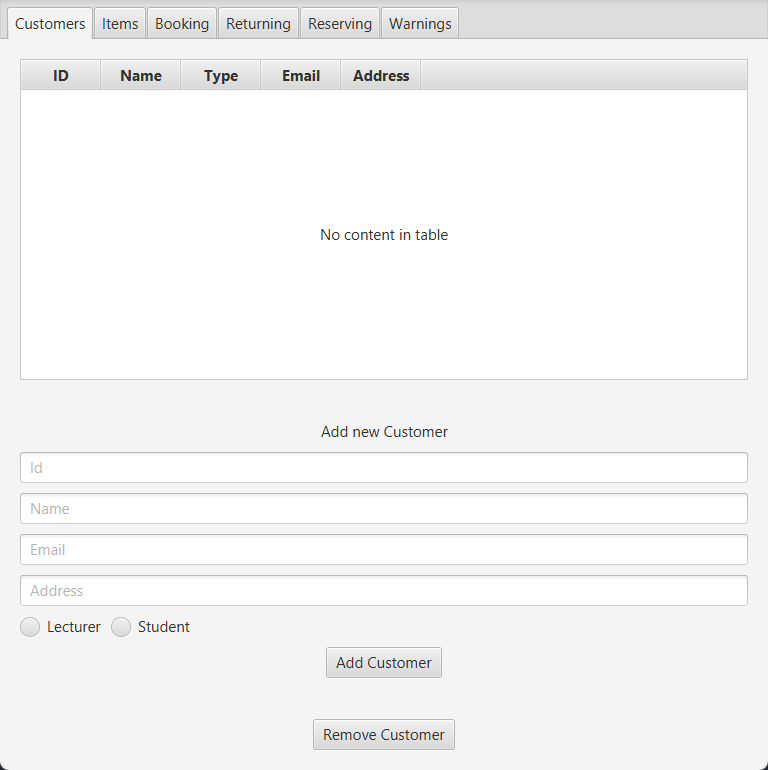 Customers Items Booking Returning Reserving Warnings
ID Name Type Email Address
No content in table
Add new Customer
Id
Name
Email
Address
Lecturer Student
Add Customer
Remove Customer